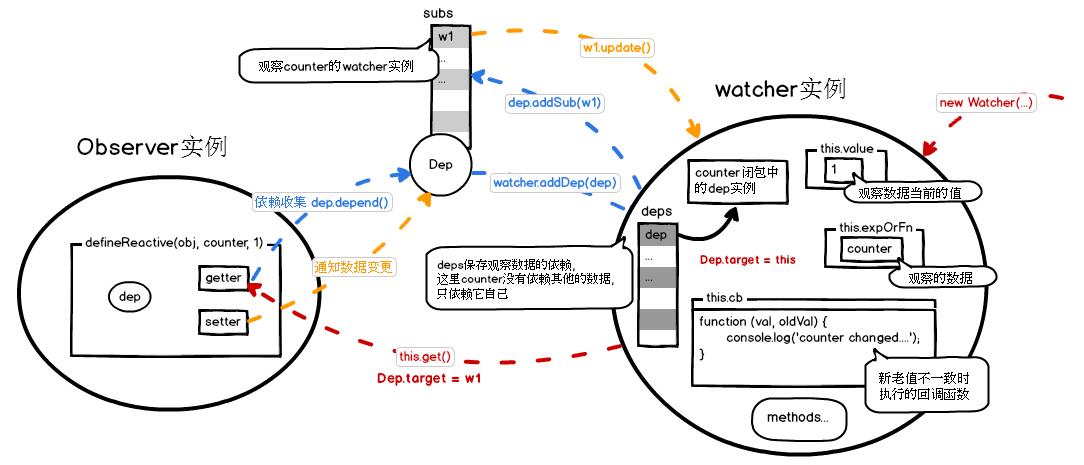 subs
w1
...
...
观察counter的watcher实例
w1.update()
dep.addSub(w1)
watcher实例
new Watcher(...)
Observer实例
Dep
依赖收集 dep.depend()
watcher.addDep(dep)
counter 闭包中
的dep实例
this.value
1
观察数据当前的值
defineReactive(obj, counter, 1)
getter
dep
setter
通知数据变更
deps
dep
...
...
deps保存观察数据的依赖,
这里counter没有依赖其他的数据,
只依赖它自己
Dep.target = this
this.expOrFn
counter
观察的数据
this.cb
function (val, oldVal) {
console.log('counter changed....');
}
新老值不一致时
执行的回调函数
this.get()
Dep.target = w1
methods...